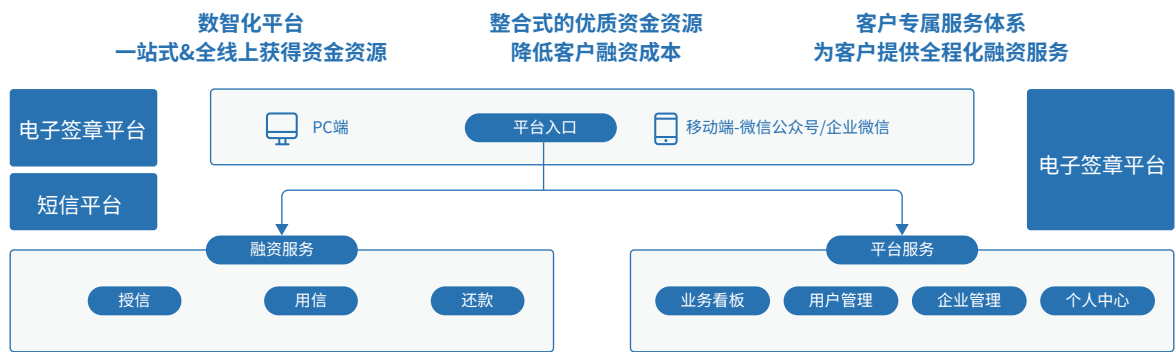 数智化平台
一站式&全线上获得资金资源
整合式的优质资金资源
降低客户融资成本
客户专属服务体系
为客户提供全程化融资服务
电子签章平台
短信平台
PC端
平台入口
移动端-微信公众号/企业微信
电子签章平台
融资服务
授信
用信
还款
平台服务
业务看板
用户管理
企业管理
个人中心